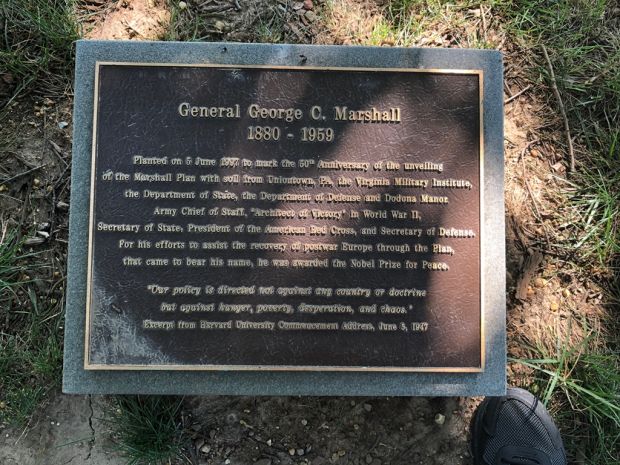 General George C. Marshall
1880 - 1959
Planted on 5 June 1997 to mark the 50th Anniversary of the unveiling
of the Marshall Plan with soil from Uniontown, PA, the Virginia Military Institute,
the Department of State, the Department of Defense and Dodona Manor.
Army Chief of Staff, "Architect of Victory" in World War II,
Secretary of State, President of the American Red Cross, and Secretary of Defense.
For his efforts to assist the recovery of postwar Europe through the Plan,
that came to bear his name, he was awarded the Nobel Prize for Peace.
"Our policy is directed not against any country or doctrine
but against hunger, poverty, desperation, and chaos."
Excerpt from Harvard University Commencement Address, June 5, 1947